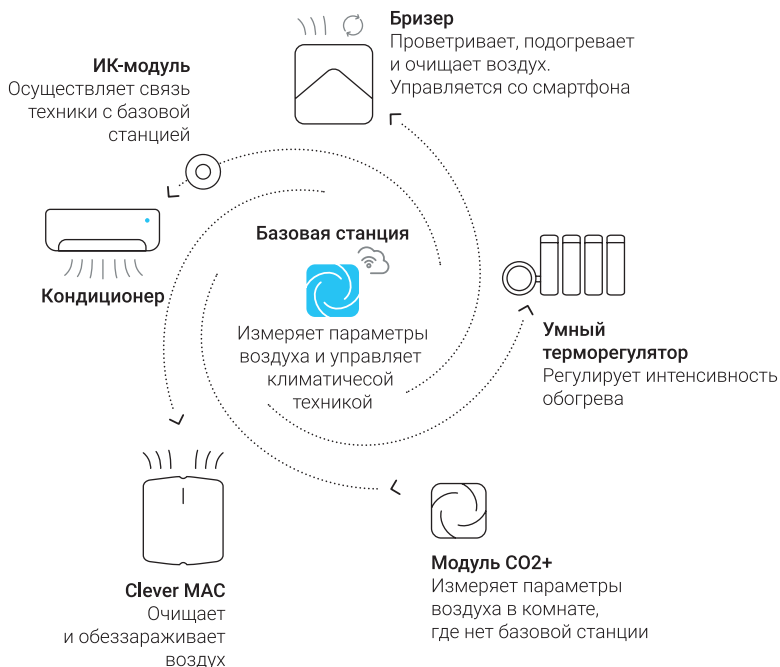 Бризер
Проветривает, подогревает
и очищает воздух.
Управляется со смартфона
ИК-модуль
Осуществляет связь
техники с базовой
станцией
Кондиционер
Базовая станция
Измеряет параметры
воздуха и управляет
климатичесой
техникой
Умный
терморегулятор
Регулирует интенсивность
обогрева
Модуль CO2+
Измеряет параметры
воздуха в комнате,
где нет базовой станции
Clever MAC
Очищает
и обеззараживает
воздух